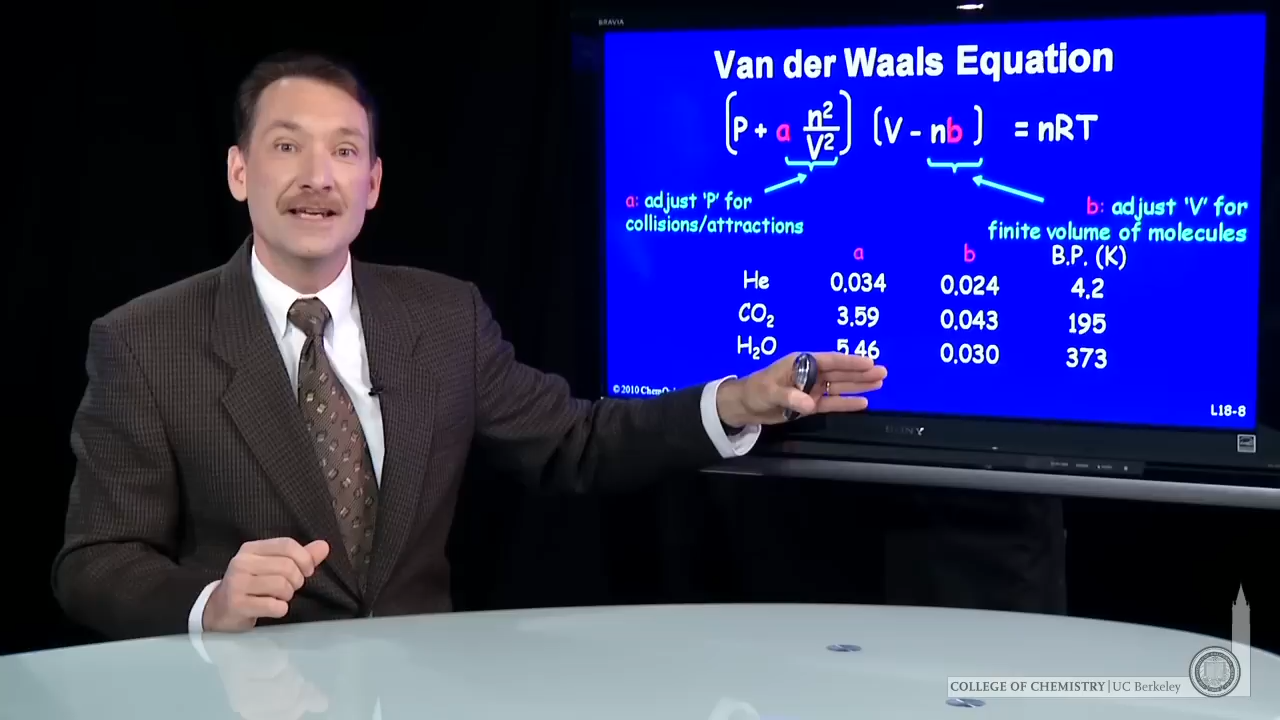 BRAVIA
Van der Waals Equation
(P + a n²/V²) (V - nb) = nRT
a: adjust 'P' for
collisions/attractions
b: adjust 'V' for
finite volume of molecules
a b B.P. (K)
He 0.034 0.024 4.2
CO₂ 3.59 0.043 195
H₂O 5.46 0.030 373
© 2010
L18-8
SONY
COLLEGE OF CHEMISTRY | UC Berkeley